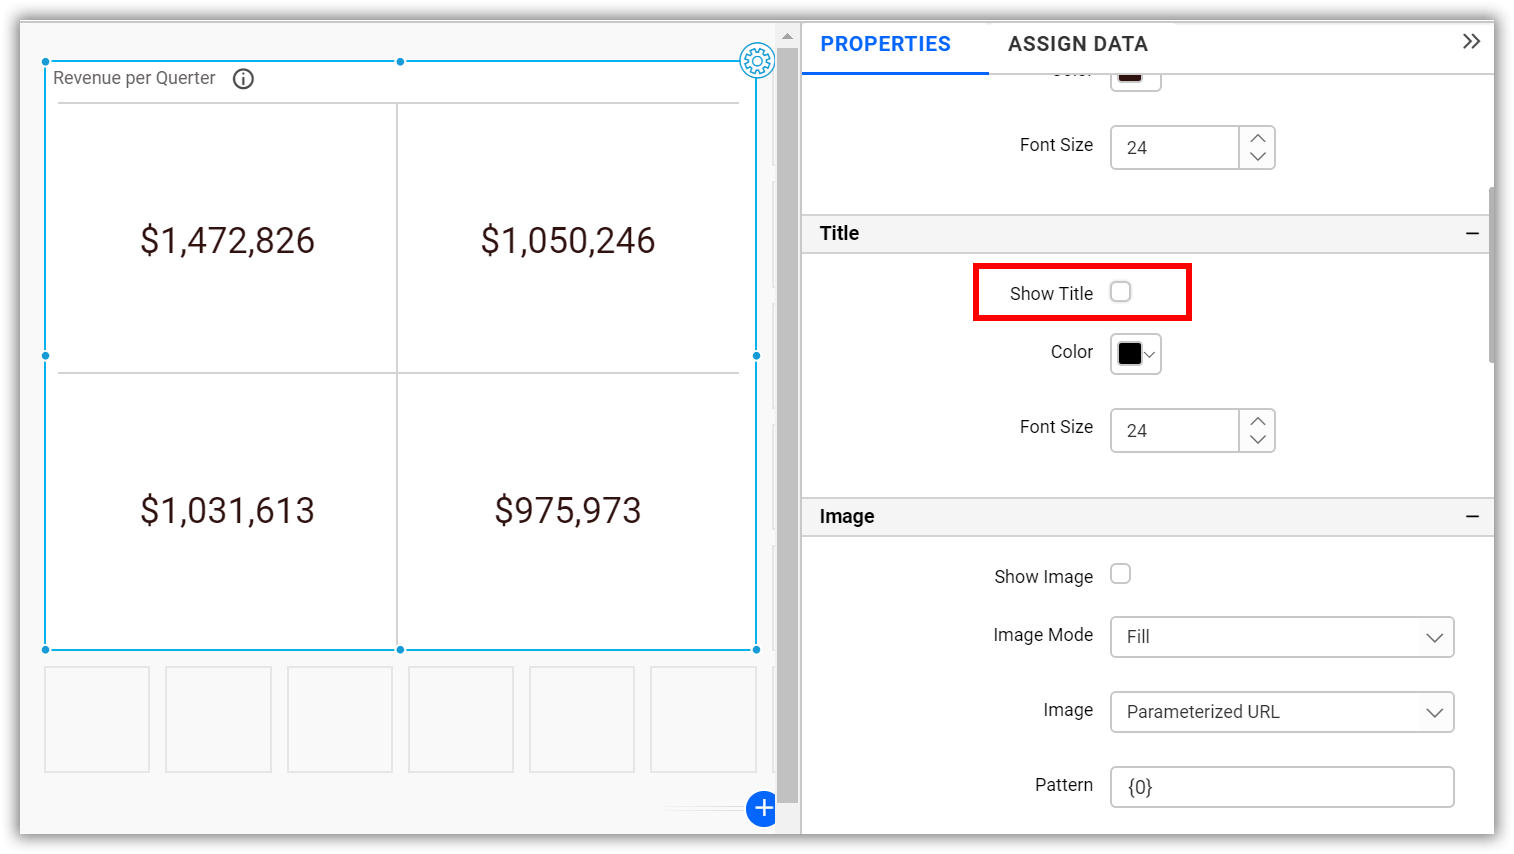 Revenue per Querter
$1,472,826
$1,050,246
$1,031,613
$975,973
PROPERTIES
ASSIGN DATA
Color
Font Size
24
Title
Show Title
Color
Font Size
24
Image
Show Image
Image Mode
Fill
Image
Parameterized URL
Pattern
{0}